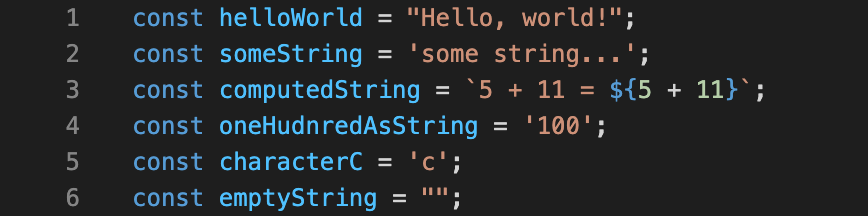 1 const helloWorld = "Hello, world!";
2 const someString = 'some string...';
3 const computedString = `5 + 11 = ${5 + 11}`;
4 const oneHudnredAsString = '100';
5 const characterC = 'c';
6 const emptyString = "";